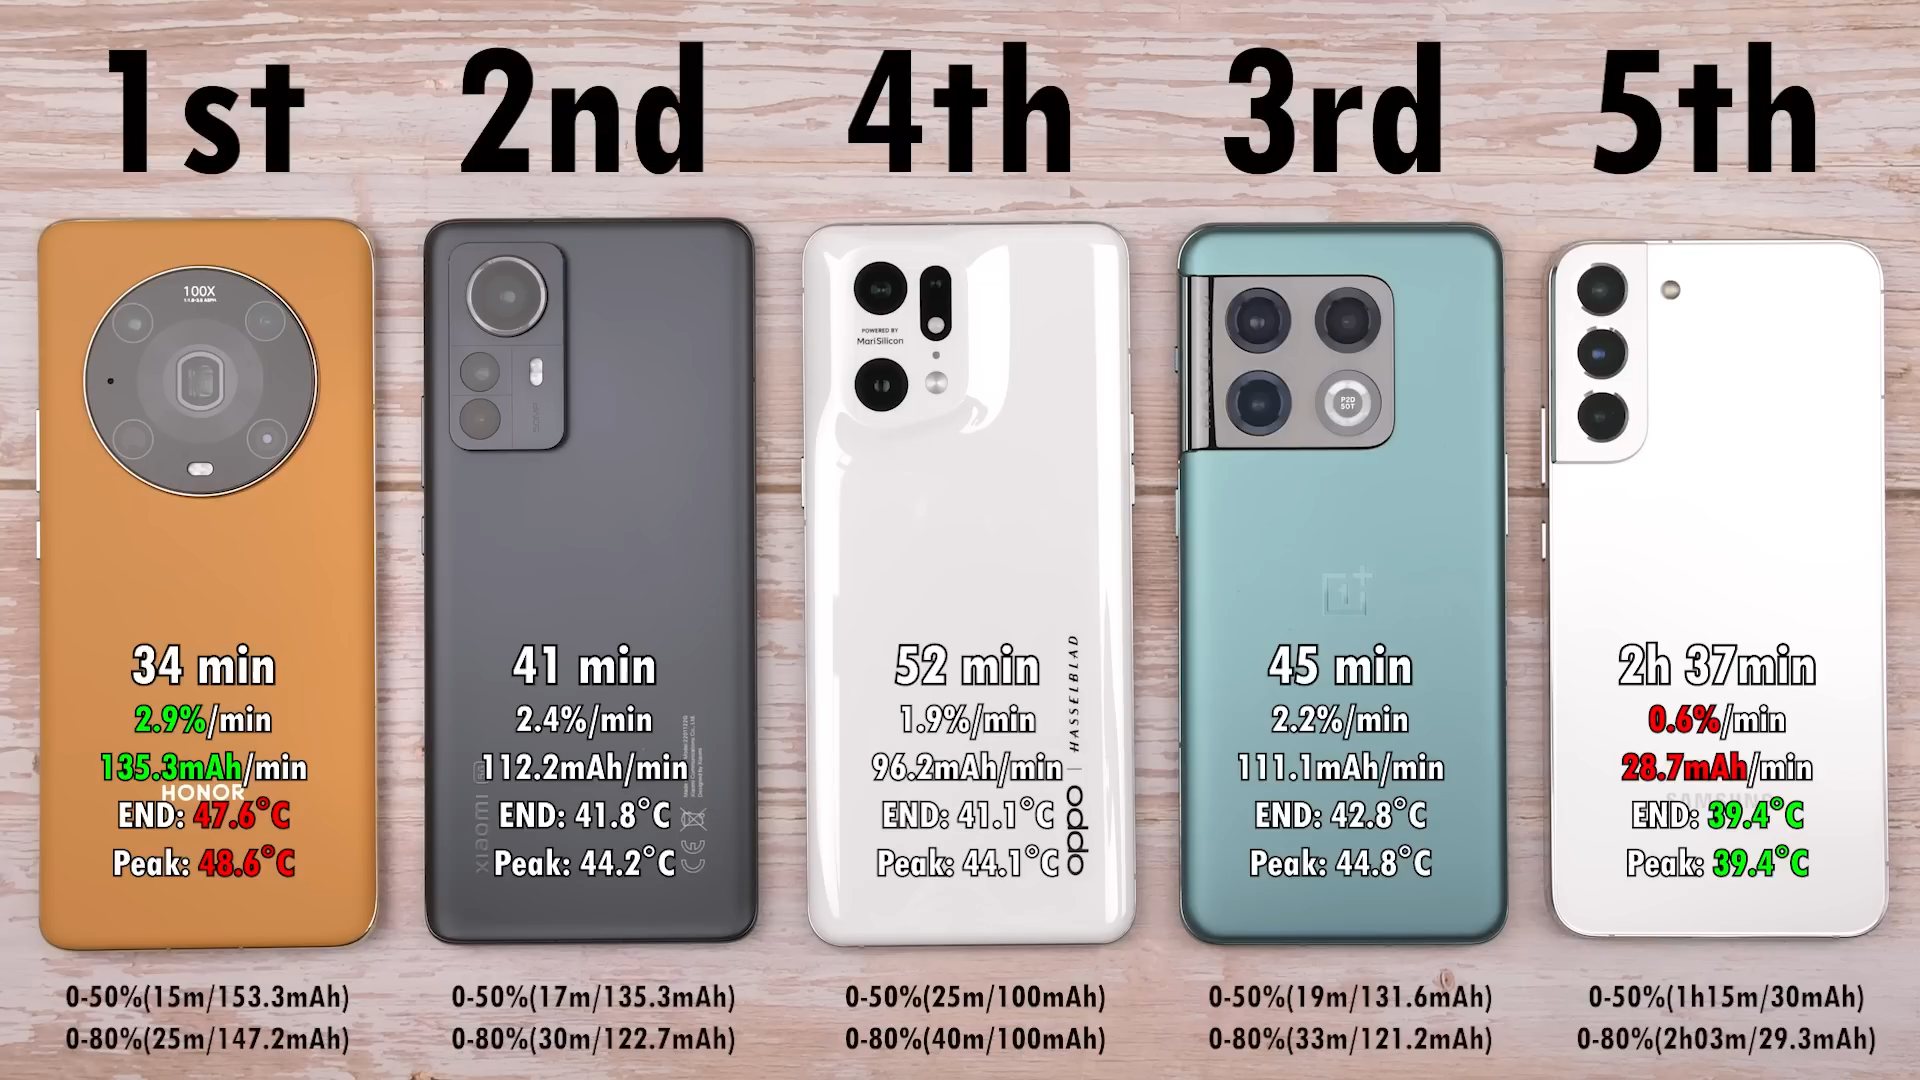 1st
2nd
4th
3rd
5th
100X
34 min
2.9%/min
135.3mAh/min
HONOR
END: 47.6°C
Peak: 48.6°C
0-50%(15m/153.3mAh)
0-80%(25m/147.2mAh)
50MP
41 min
2.4%/min
112.2mAh/min
END: 41.8°C
Peak: 44.2°C
xiaomi 5G
CE
0-50%(17m/135.3mAh)
0-80%(30m/122.7mAh)
POWERED BY
MariSilicon
52 min
1.9%/min
96.2mAh/min
END: 41.1°C
Peak: 44.1°C
oppo | HASSELBLAD
0-50%(25m/100mAh)
0-80%(40m/100mAh)
P2D
50T
45 min
2.2%/min
111.1mAh/min
END: 42.8°C
Peak: 44.8°C
0-50%(19m/131.6mAh)
0-80%(33m/121.2mAh)
2h 37min
0.6%/min
28.7mAh/min
SAMSUNG
END: 39.4°C
Peak: 39.4°C
0-50%(1h15m/30mAh)
0-80%(2h03m/29.3mAh)